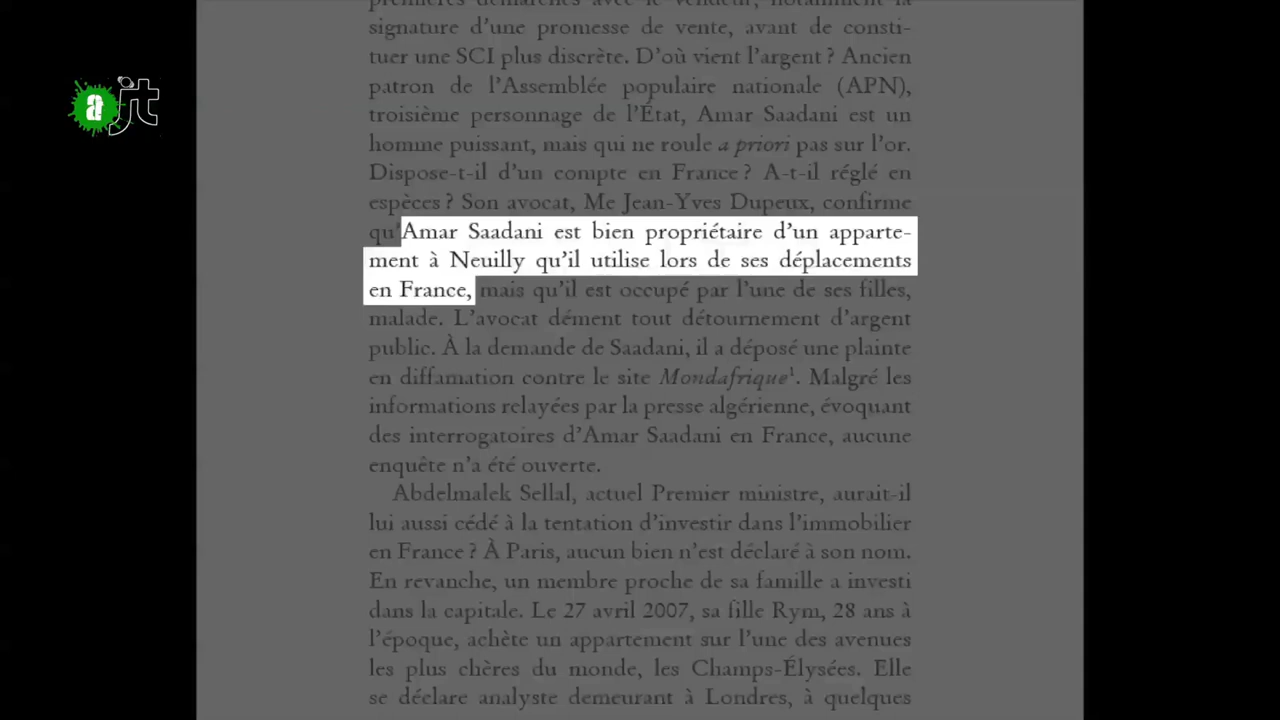 a jt
premières démarches avec le vendeur, notamment la
signature d'une promesse de vente, avant de consti-
tuer une SCI plus discrète. D'où vient l'argent ? Ancien
patron de l'Assemblée populaire nationale (APN),
troisième personnage de l'État, Amar Saadani est un
homme puissant, mais qui ne roule a priori pas sur l'or.
Dispose-t-il d'un compte en France ? A-t-il réglé en
espèces ? Son avocat, Me Jean-Yves Dupeux, confirme
qu'Amar Saadani est bien propriétaire d'un apparte-
ment à Neuilly qu'il utilise lors de ses déplacements
en France, mais qu'il est occupé par l'une de ses filles,
malade. L'avocat dément tout détournement d'argent
public. À la demande de Saadani, il a déposé une plainte
en diffamation contre le site Mondafrique¹. Malgré les
informations relayées par la presse algérienne, évoquant
des interrogatoires d'Amar Saadani en France, aucune
enquête n'a été ouverte.
Abdelmalek Sellal, actuel Premier ministre, aurait-il
lui aussi cédé à la tentation d'investir dans l'immobilier
en France ? À Paris, aucun bien n'est déclaré à son nom.
En revanche, un membre proche de sa famille a investi
dans la capitale. Le 27 avril 2007, sa fille Rym, 28 ans à
l'époque, achète un appartement sur l'une des avenues
les plus chères du monde, les Champs-Élysées. Elle
se déclare analyste demeurant à Londres, à quelques